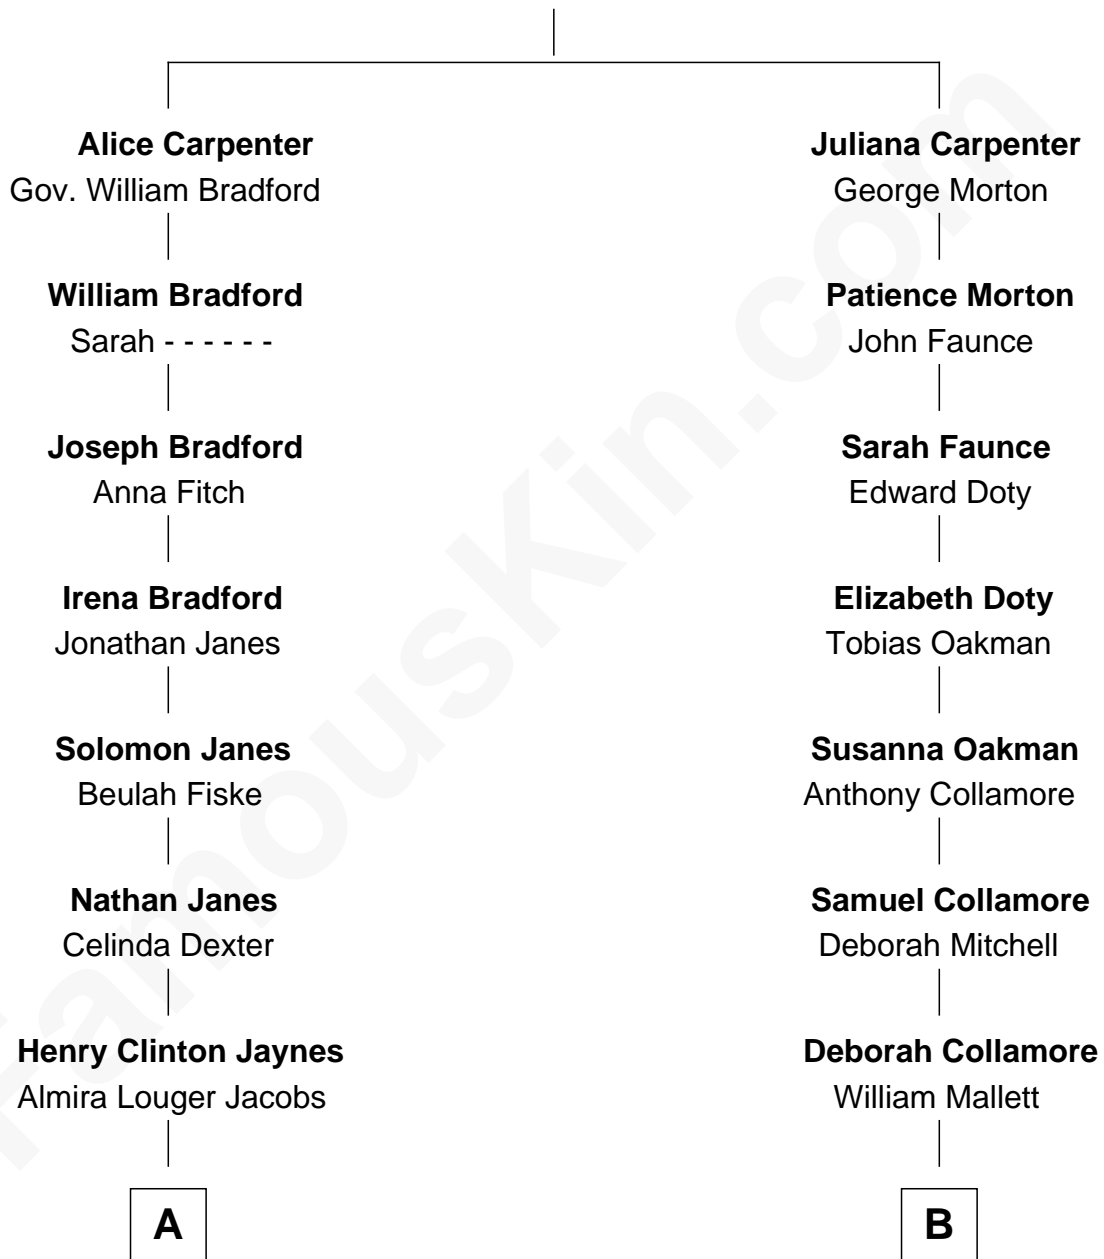 Alice Carpenter
Gov. William Bradford
Juliana Carpenter
George Morton
William Bradford
Sarah - - - - - -
Patience Morton
John Faunce
Joseph Bradford
Anna Fitch
Sarah Faunce
Edward Doty
Irena Bradford
Jonathan Janes
Elizabeth Doty
Tobias Oakman
Solomon Janes
Beulah Fiske
Susanna Oakman
Anthony Collamore
Nathan Janes
Celinda Dexter
Samuel Collamore
Deborah Mitchell
Henry Clinton Jaynes
Almira Louger Jacobs
Deborah Collamore
William Mallett
A
B
FamousKin.com